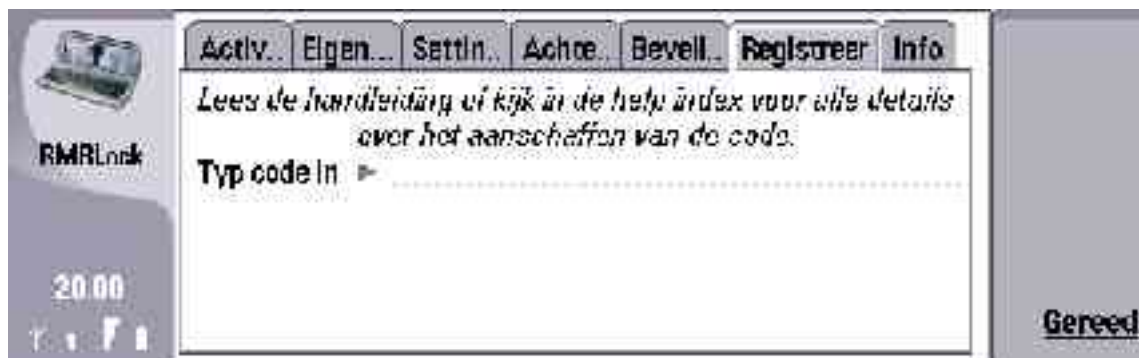 Activ.. Eigen... Settin.. Achte.. Beveil.. Registreer Info
Lees de handleiding of kijk in de help index voor alle details
over het aanschaffen van de code.
RMRLock
Typ code in
20.00
Gereed